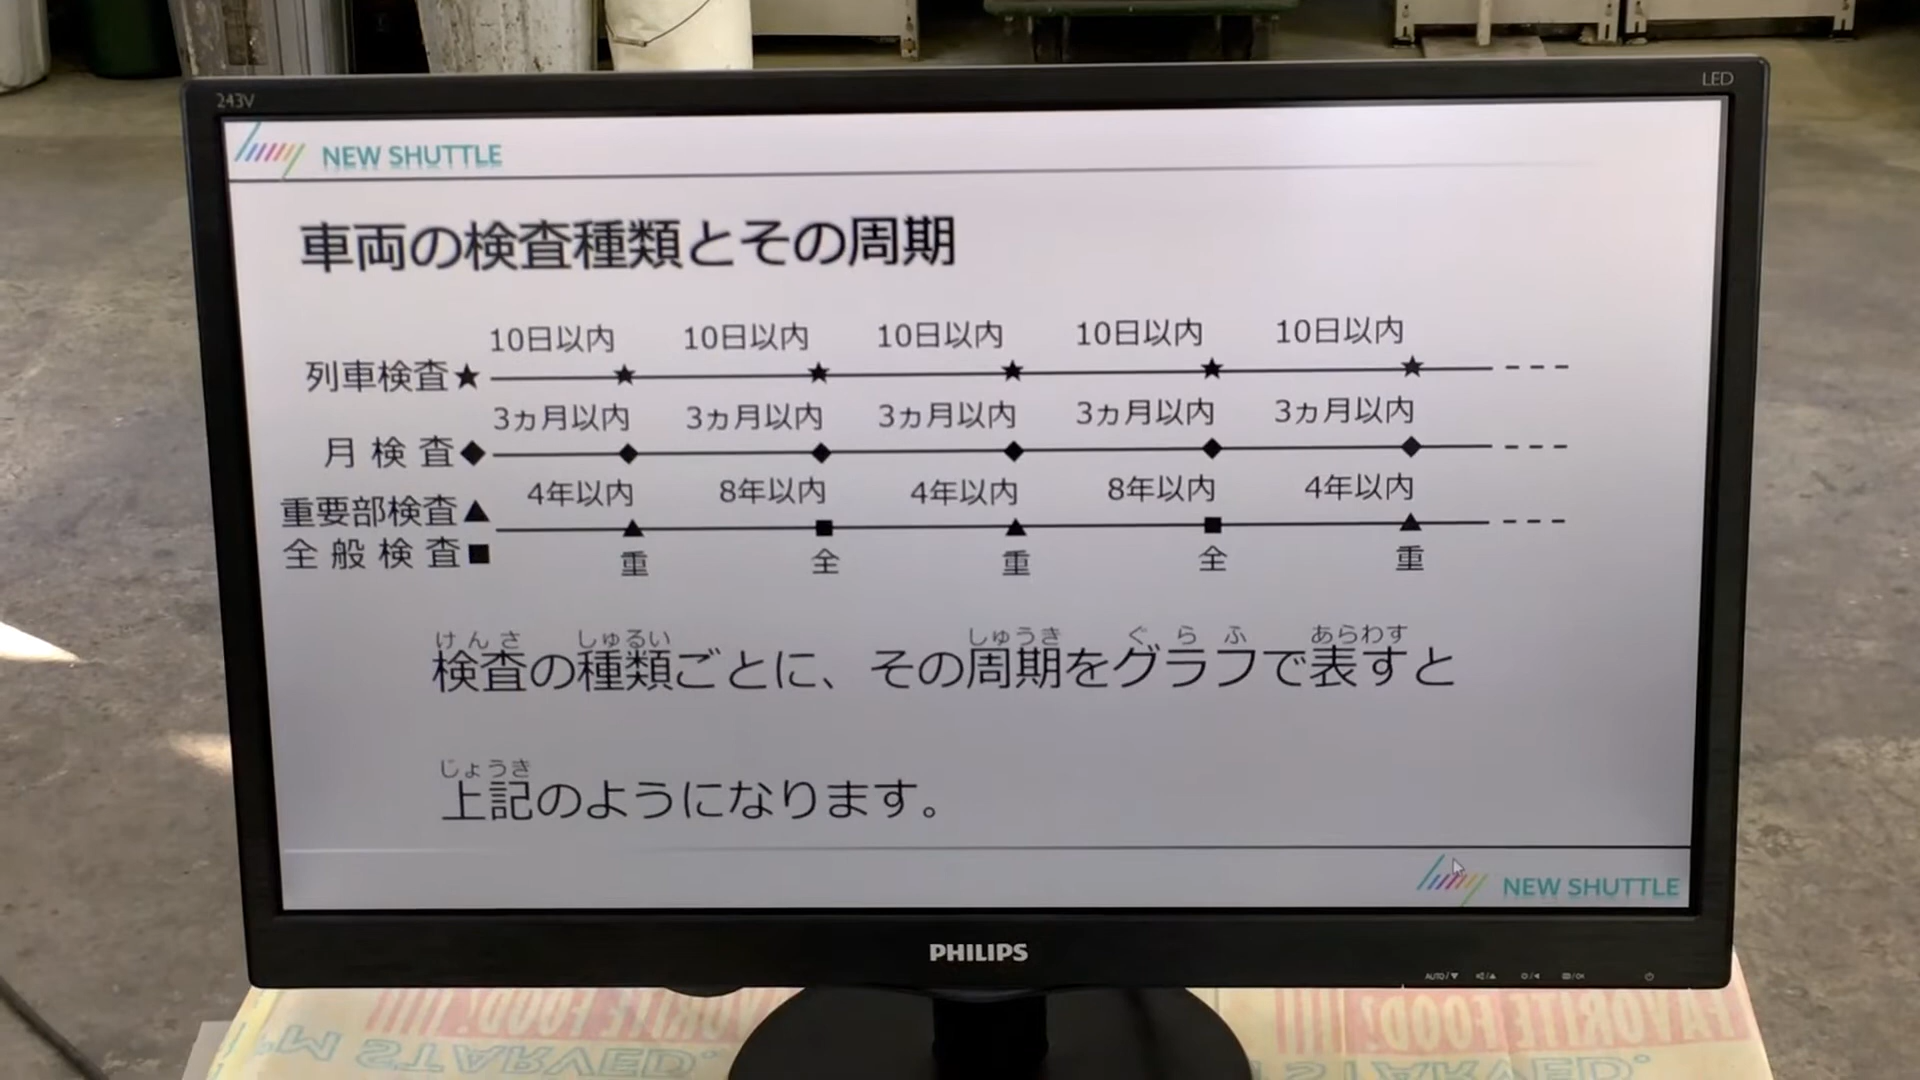 243V
LED
NEW SHUTTLE
車両の検査種類とその周期
10日以内 10日以内 10日以内 10日以内 10日以内
列車検査★
3ヵ月以内 3ヵ月以内 3ヵ月以内 3ヵ月以内 3ヵ月以内
月検査◆
4年以内 8年以内 4年以内 8年以内 4年以内
重要部検査▲
全般検査■
重 全 重 全 重
けんさ しゅるい しゅうき ぐらふ あらわす
検査の種類ごとに、その周期をグラフで表すと
じょうき
上記のようになります。
NEW SHUTTLE
PHILIPS
AUTO/▼
FAVORITE FOOD?
I'M STARVED.
FAVORITE FOOD?
STARVED.